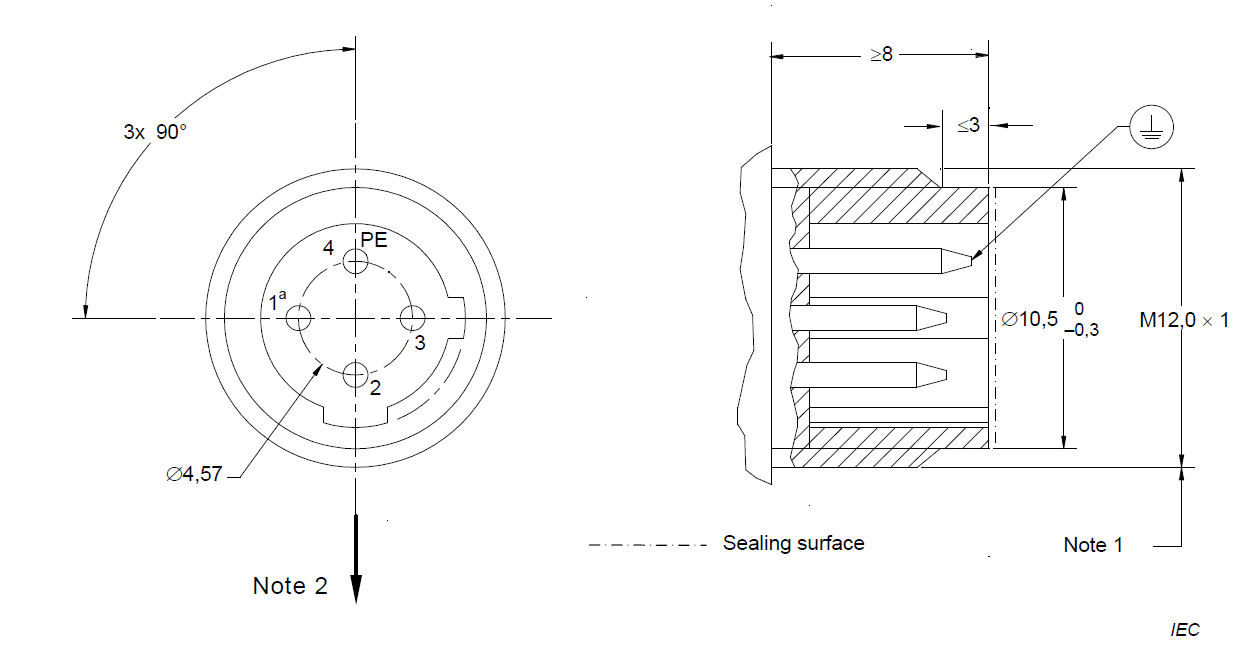 ≥8
≤3
3x 90°
4 PE
1a
3
2
∅4,57
∅10,5 0 –0,3
M12,0 × 1
Sealing surface
Note 1
Note 2
IEC